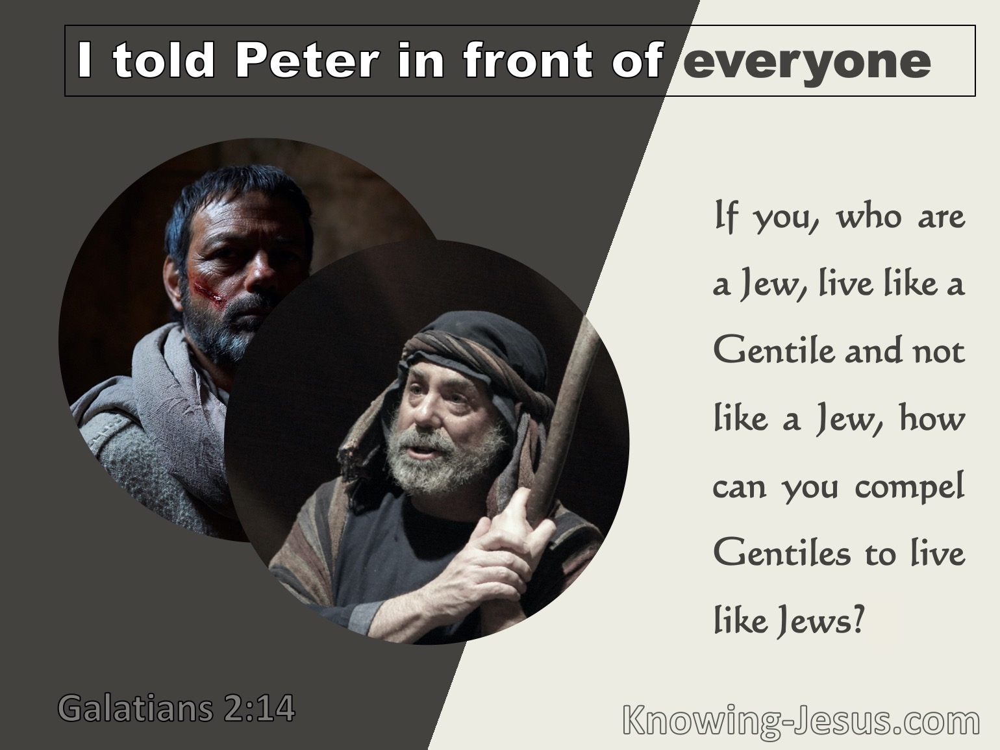 I told Peter in front of everyone
If you, who are
a Jew, live like a
Gentile and not
like a Jew, how
can you compel
Gentiles to live
like Jews?
Galatians 2:14
Knowing-Jesus.com